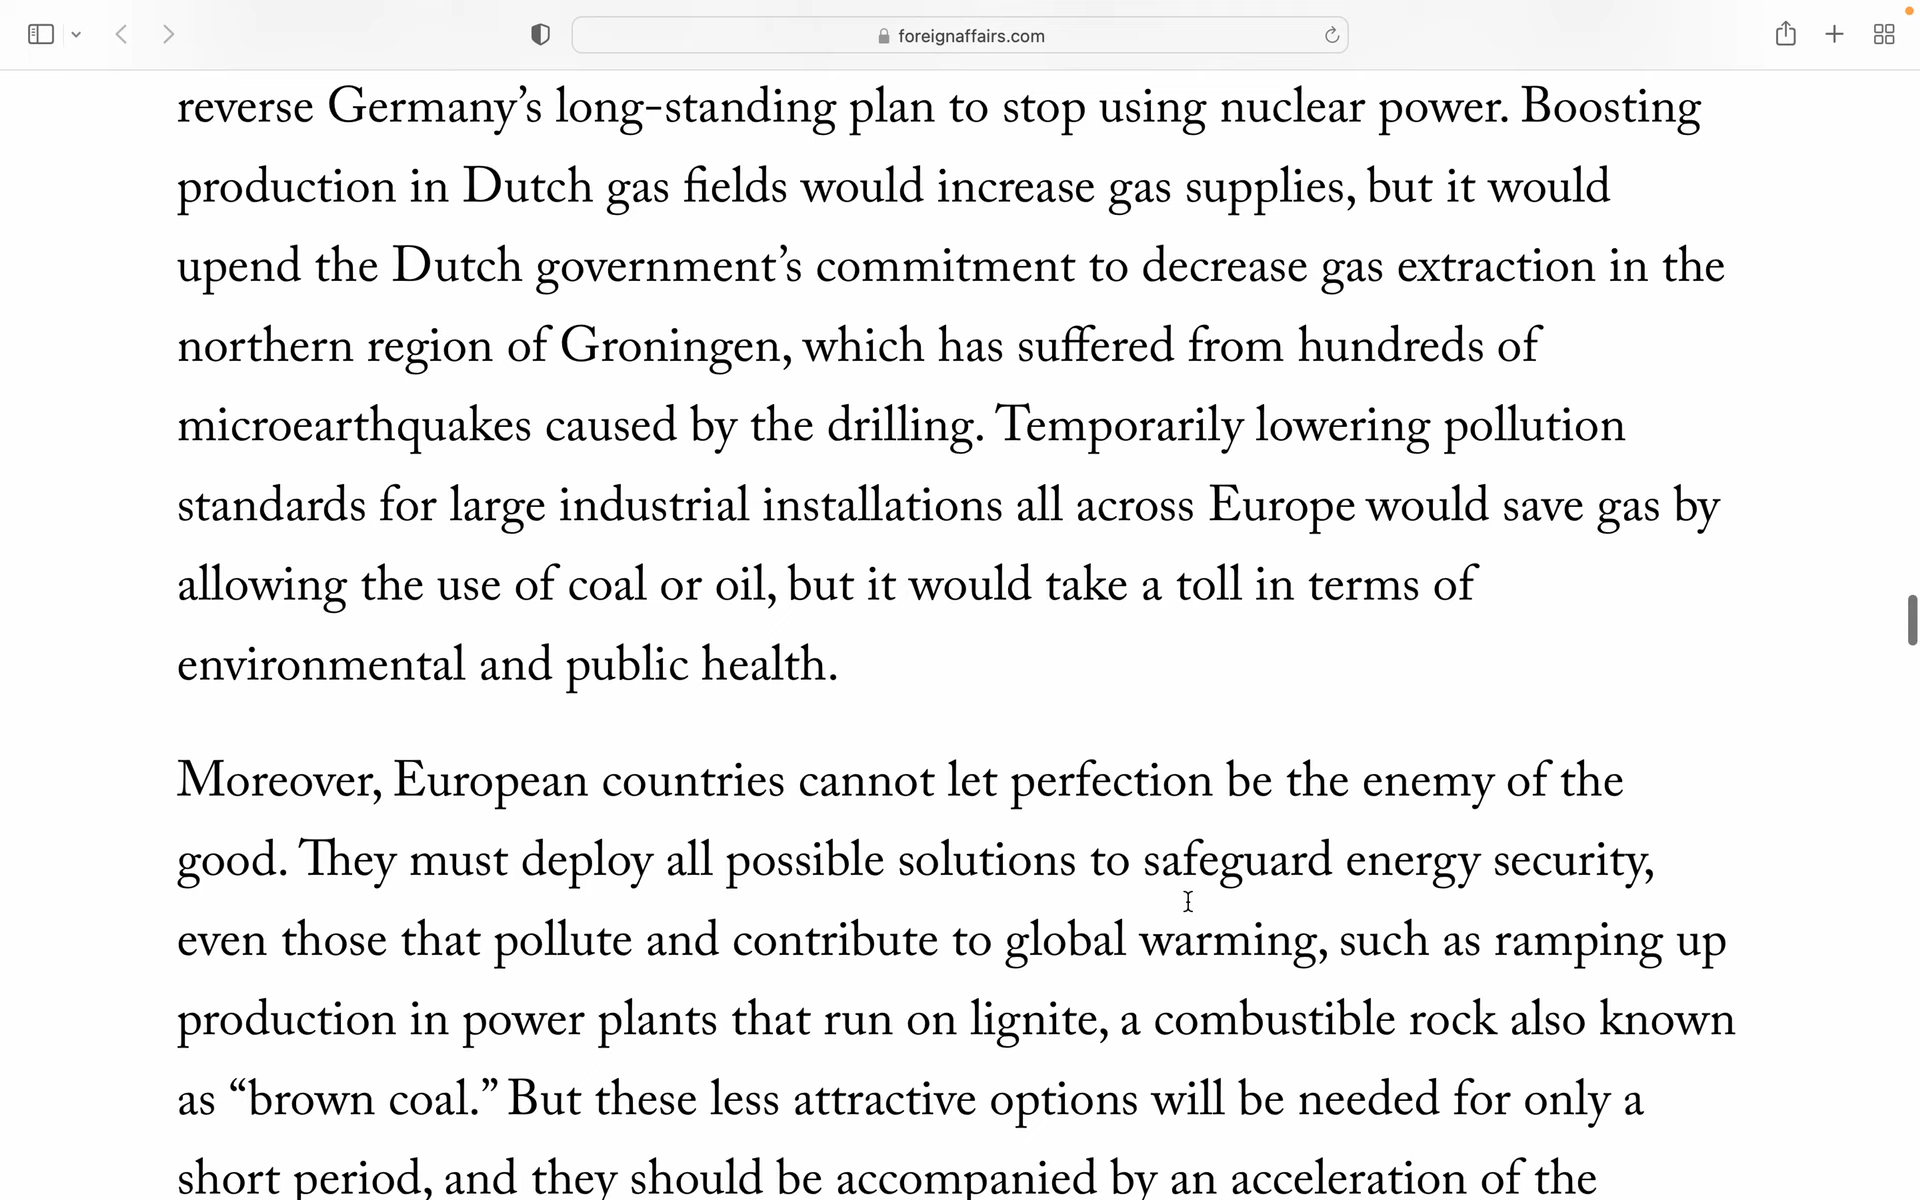 foreignaffairs.com
reverse Germany’s long-standing plan to stop using nuclear power. Boosting
production in Dutch gas fields would increase gas supplies, but it would
upend the Dutch government’s commitment to decrease gas extraction in the
northern region of Groningen, which has suffered from hundreds of
microearthquakes caused by the drilling. Temporarily lowering pollution
standards for large industrial installations all across Europe would save gas by
allowing the use of coal or oil, but it would take a toll in terms of
environmental and public health.
Moreover, European countries cannot let perfection be the enemy of the
good. They must deploy all possible solutions to safeguard energy security,
even those that pollute and contribute to global warming, such as ramping up
production in power plants that run on lignite, a combustible rock also known
as “brown coal.” But these less attractive options will be needed for only a
short period, and they should be accompanied by an acceleration of the